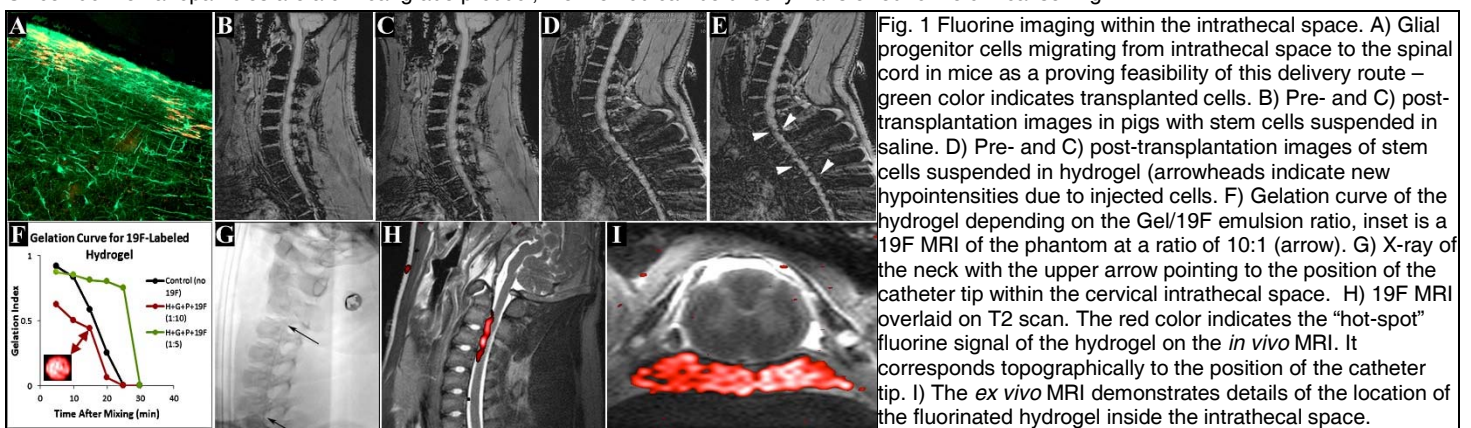 A
B
C
D
E
Fig. 1 Fluorine imaging within the intrathecal space. A) Glial
progenitor cells migrating from intrathecal space to the spinal
cord in mice as a proving feasibility of this delivery route –
green color indicates transplanted cells. B) Pre- and C) post-
transplantation images in pigs with stem cells suspended in
saline. D) Pre- and C) post-transplantation images of stem
cells suspended in hydrogel (arrowheads indicate new
hypointensities due to injected cells. F) Gelation curve of the
hydrogel depending on the Gel/19F emulsion ratio, inset is a
19F MRI of the phantom at a ratio of 10:1 (arrow). G) X-ray of
the neck with the upper arrow pointing to the position of the
catheter tip within the cervical intrathecal space. H) 19F MRI
overlaid on T2 scan. The red color indicates the “hot-spot”
fluorine signal of the hydrogel on the in vivo MRI. It
corresponds topographically to the position of the catheter
tip. I) The ex vivo MRI demonstrates details of the location of
the fluorinated hydrogel inside the intrathecal space.
F
Gelation Curve for 19F-Labeled
Hydrogel
Gelation Index
1
0.5
0
Control (no
19F)
H+G+P+19F
(1:10)
H+G+P+19F
(1:5)
0
10
20
30
40
Time After Mixing (min)
G
H
I